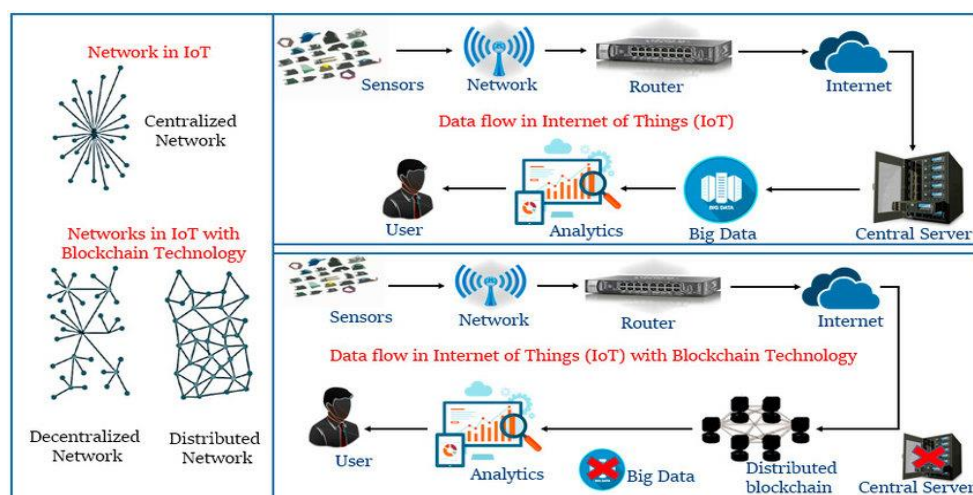 Network in IoT
Centralized
Network
Networks in IoT with
Blockchain Technology
Decentralized
Network
Distributed
Network
Sensors
Network
Router
Internet
Data flow in Internet of Things (IoT)
User
Analytics
BIG DATA
Big Data
Central Server
Sensors
Network
Router
Internet
Data flow in Internet of Things (IoT) with Blockchain Technology
User
Analytics
Big Data
Distributed
blockchain
Central Server